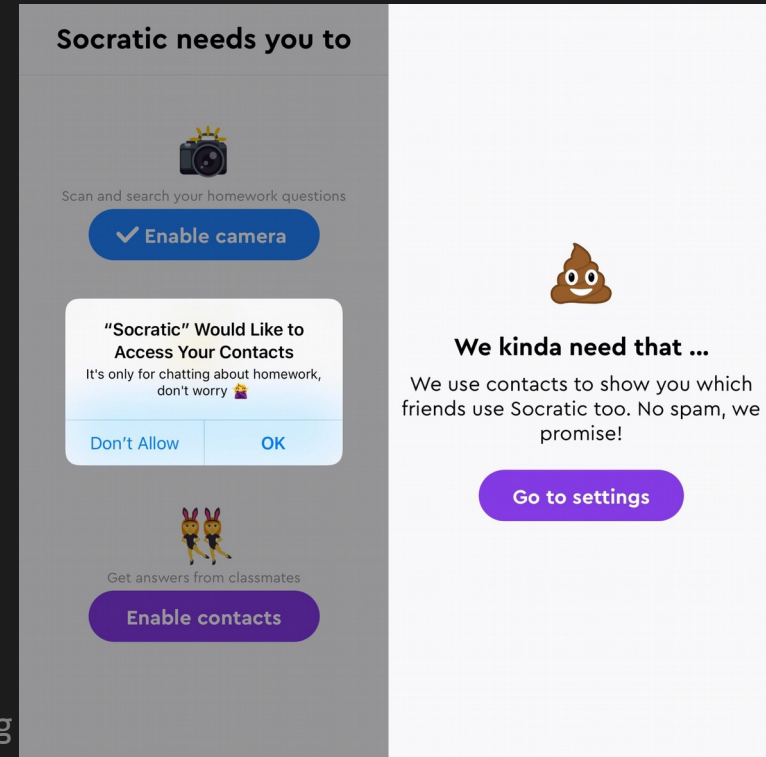 Socratic needs you to
Scan and search your homework questions
Enable camera
"Socratic" Would Like to
Access Your Contacts
It's only for chatting about homework,
don't worry 🤷‍♀️
Don't Allow
OK
Get answers from classmates
Enable contacts
We kinda need that ...
We use contacts to show you which
friends use Socratic too. No spam, we
promise!
Go to settings
g